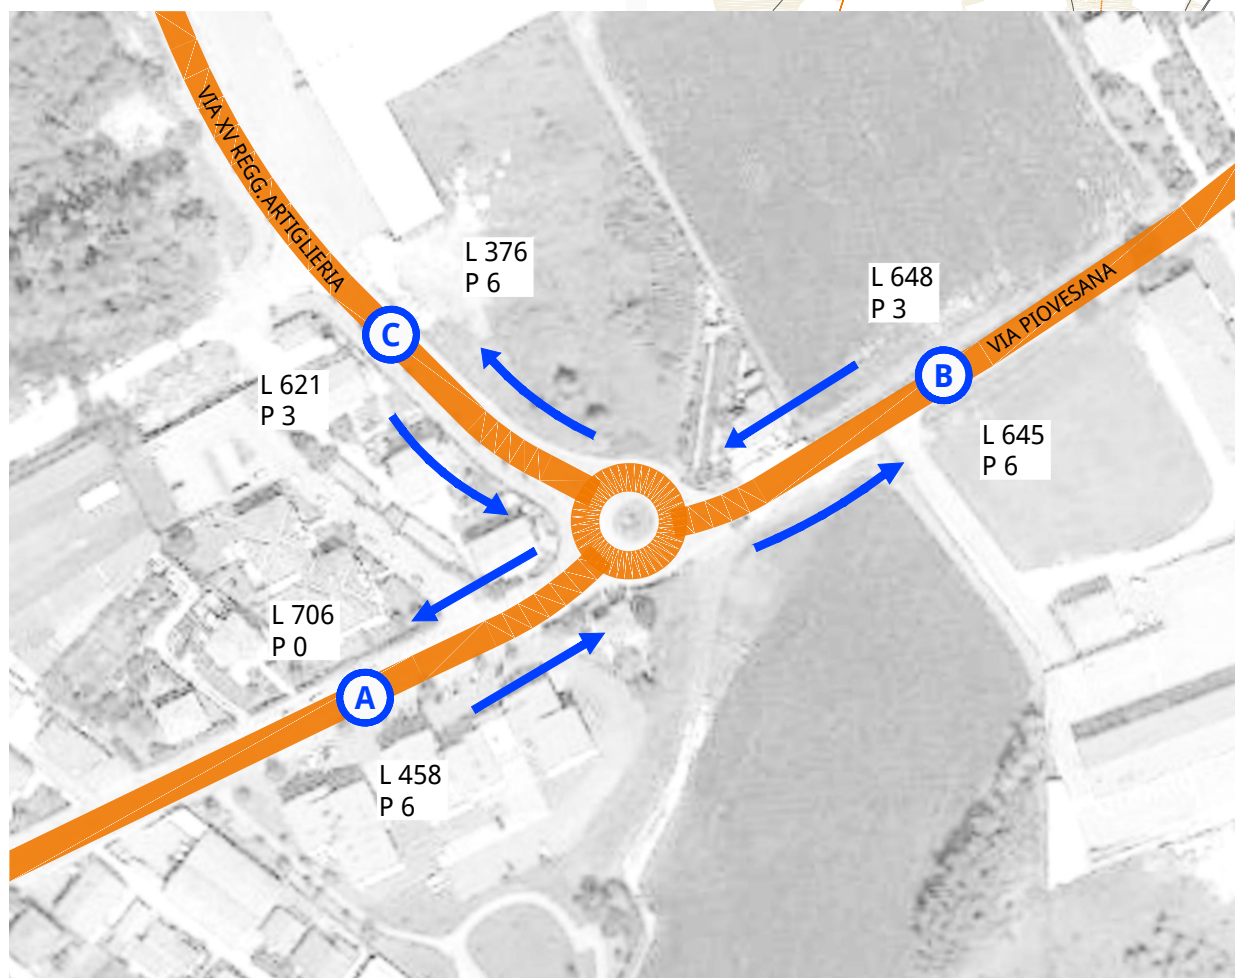 VIA XV REGG.ARTIGLIERIA
L 376
P 6
L 648
P 3
VIA PIOVESANA
C
B
L 621
P 3
L 645
P 6
L 706
P 0
A
L 458
P 6